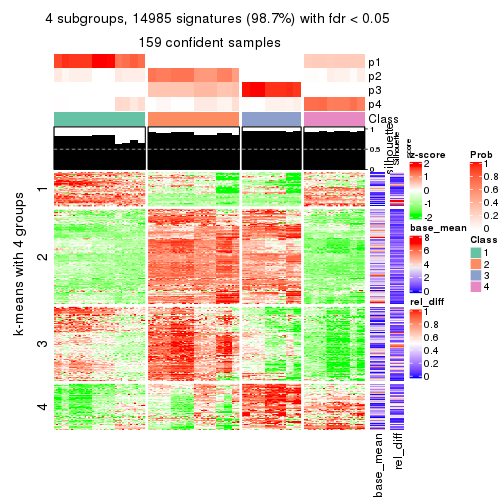 4 subgroups, 14985 signatures (98.7%) with fdr < 0.05
159 confident samples
p1
p2
p3
p4
Class
1
0.5
0
silhouette
Silhouette
score
z-score
2
1
0
-1
-2
base_mean
8
6
4
2
0
rel_diff
1
0.8
0.6
0.4
0.2
0
Prob
1
0.8
0.6
0.4
0.2
0
Class
1
2
3
4
k-means with 4 groups
1
2
3
4
base_mean
rel_diff